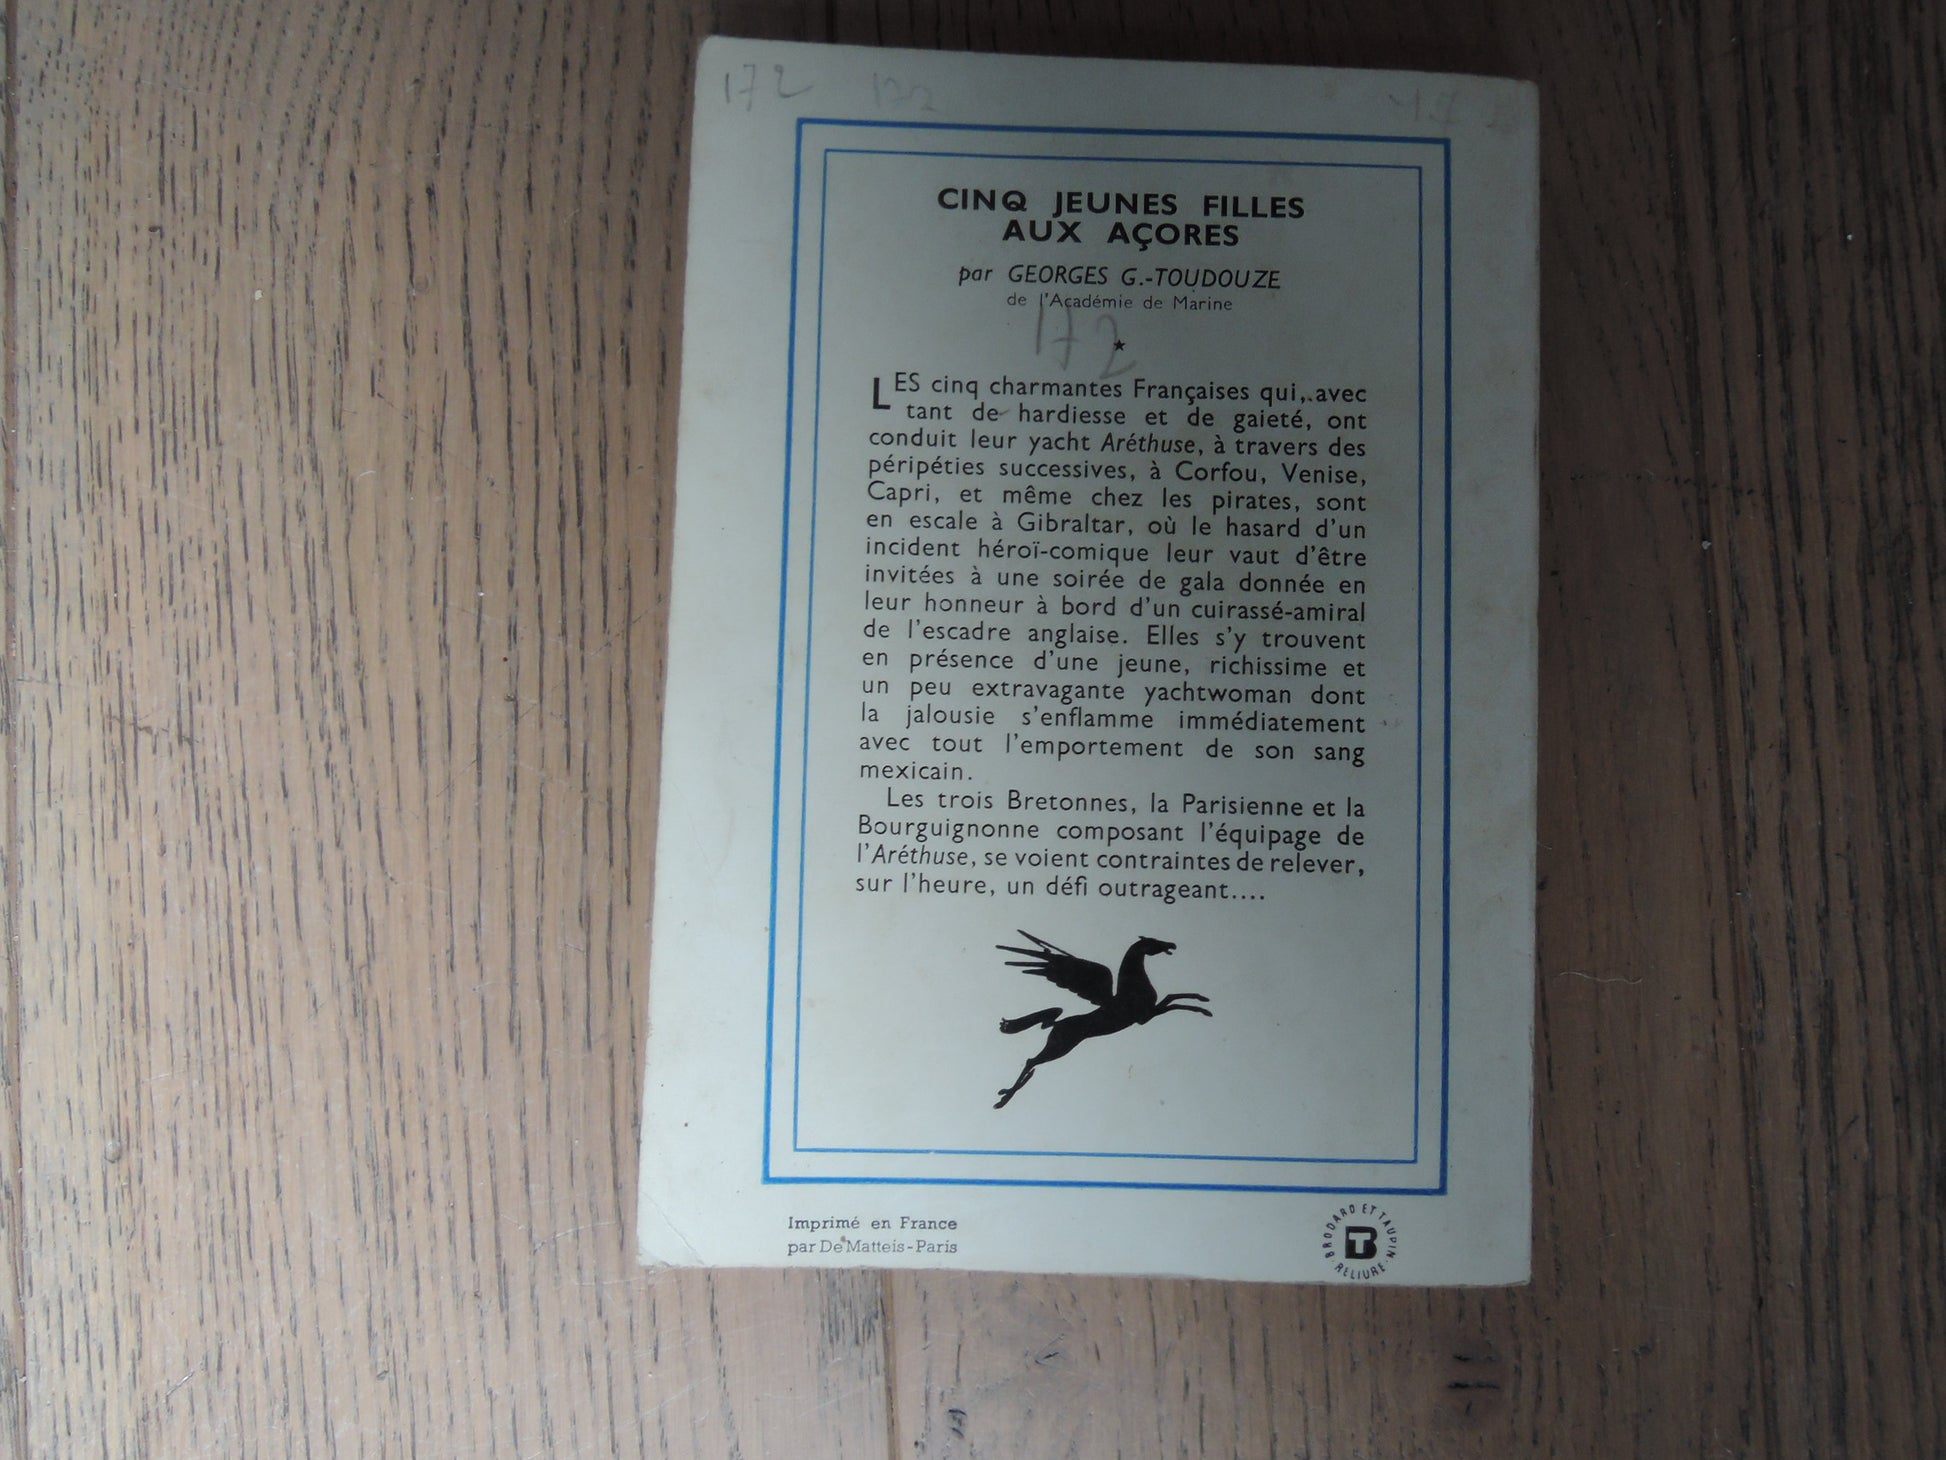 172 172
CINQ JEUNES FILLES
AUX AÇORES
par GEORGES G.-TOUDOUZE
de l'Académie de Marine
172
★
LES cinq charmantes Françaises qui, avec
tant de hardiesse et de gaieté, ont
conduit leur yacht Aréthuse, à travers des
péripéties successives, à Corfou, Venise,
Capri, et même chez les pirates, sont
en escale à Gibraltar, où le hasard d'un
incident héroï-comique leur vaut d'être
invitées à une soirée de gala donnée en
leur honneur à bord d'un cuirassé-amiral
de l'escadre anglaise. Elles s'y trouvent
en présence d'une jeune, richissime et
un peu extravagante yachtwoman dont
la jalousie s'enflamme immédiatement
avec tout l'emportement de son sang
mexicain.
Les trois Bretonnes, la Parisienne et la
Bourguignonne composant l'équipage de
l'Aréthuse, se voient contraintes de relever,
sur l'heure, un défi outrageant....
Imprimé en France
par De Matteis-Paris
BRODARD ET TAUPIN
BT
RELIURE